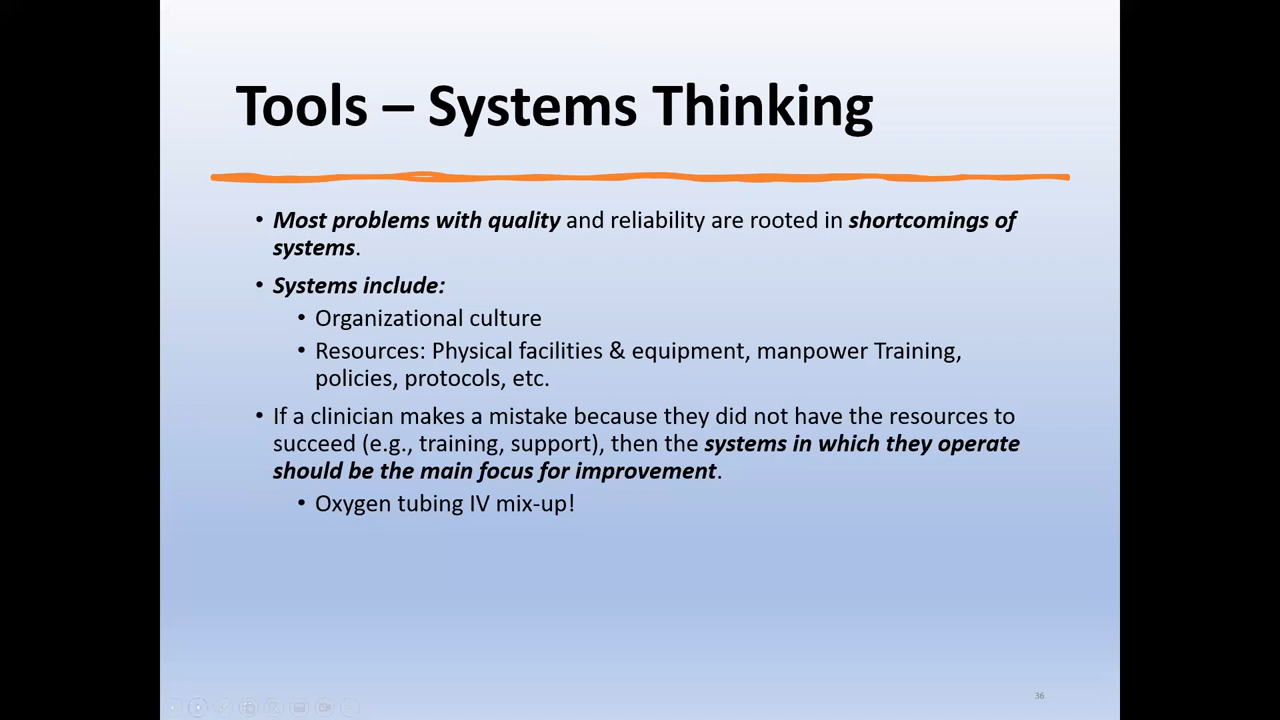 Tools – Systems Thinking
• Most problems with quality and reliability are rooted in shortcomings of
systems.
• Systems include:
• Organizational culture
• Resources: Physical facilities & equipment, manpower Training,
policies, protocols, etc.
• If a clinician makes a mistake because they did not have the resources to
succeed (e.g., training, support), then the systems in which they operate
should be the main focus for improvement.
• Oxygen tubing IV mix-up!
36